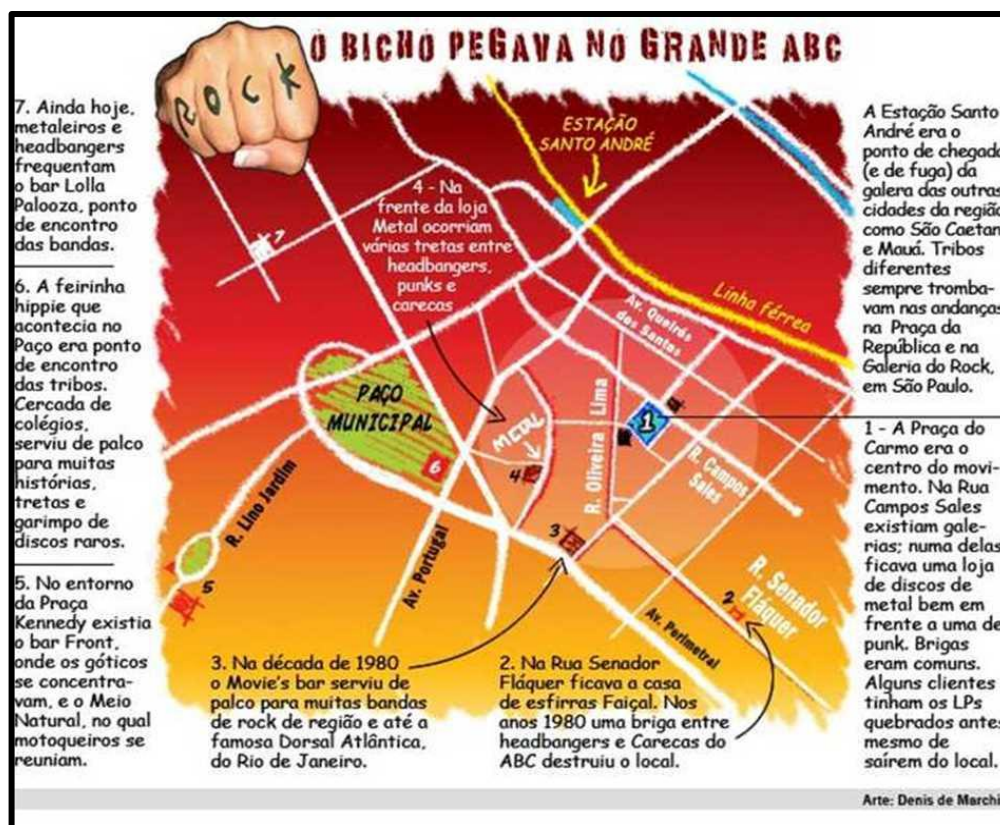 ROCK
O BICHO PEGAVA NO GRANDE ABC
7. Ainda hoje,
metaleiros e
headbangers
frequentam
o bar Lolla
Palooza, ponto
de encontro
das bandas.
6. A feirinha
hippie que
acontecia no
Paço era ponto
de encontro
das tribos.
Cercada de
colégios,
serviu de palco
para muitas
histórias,
tretas e
garimpo de
discos raros.
5. No entorno
da Praça
Kennedy existia
o bar Front,
onde os góticos
se concentra-
vam, e o Meio
Natural, no qual
motoqueiros se
reuniam.
ESTAÇÃO
SANTO ANDRÉ
4 - Na
frente da loja
Metal ocorriam
várias tretas entre
headbangers,
punks e
carecas
7
Linha férrea
Av. Queirós
dos Santos
PAÇO
MUNICIPAL
6
METAL
4
R. Oliveira Lima
1
R. Campos
Sales
R. Lino Jardim
5
Av. Portugal
3
2
R. Senador
Fláquer
Av. Perimetral
3. Na década de 1980
o Movie's bar serviu de
palco para muitas bandas
de rock de região e até a
famosa Dorsal Atlântica,
do Rio de Janeiro.
2. Na Rua Senador
Fláquer ficava a casa
de esfirras Faiçal. Nos
anos 1980 uma briga entre
headbangers e Carecas do
ABC destruiu o local.
A Estação Santo
André era o
ponto de chegada
(e de fuga) da
galera das outras
cidades da região
como São Caetan
e Mauá. Tribos
diferentes
sempre tromba-
vam nas andanças
na Praça da
República e na
Galeria do Rock,
em São Paulo.
1 - A Praça do
Carmo era o
centro do movi-
mento. Na Rua
Campos Sales
existiam gale-
rias; numa delas
ficava uma loja
de discos de
metal bem em
frente a uma de
punk. Brigas
eram comuns.
Alguns clientes
tinham os LPs
quebrados antes
mesmo de
saírem do local.
Arte: Denis de Marchi